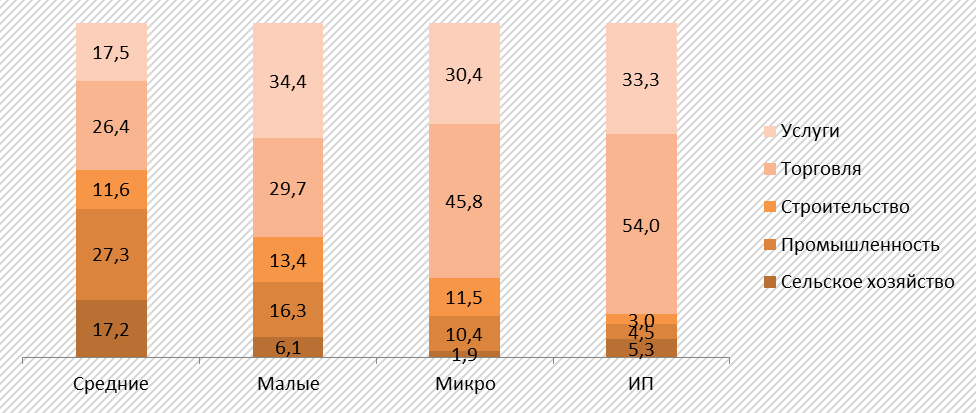 17,5
34,4
30,4
33,3
26,4
29,7
45,8
54,0
11,6
13,4
11,5
3,0
27,3
16,3
10,4
4,5
17,2
6,1
1,9
5,3
Средние
Малые
Микро
ИП
Услуги
Торговля
Строительство
Промышленность
Сельское хозяйство